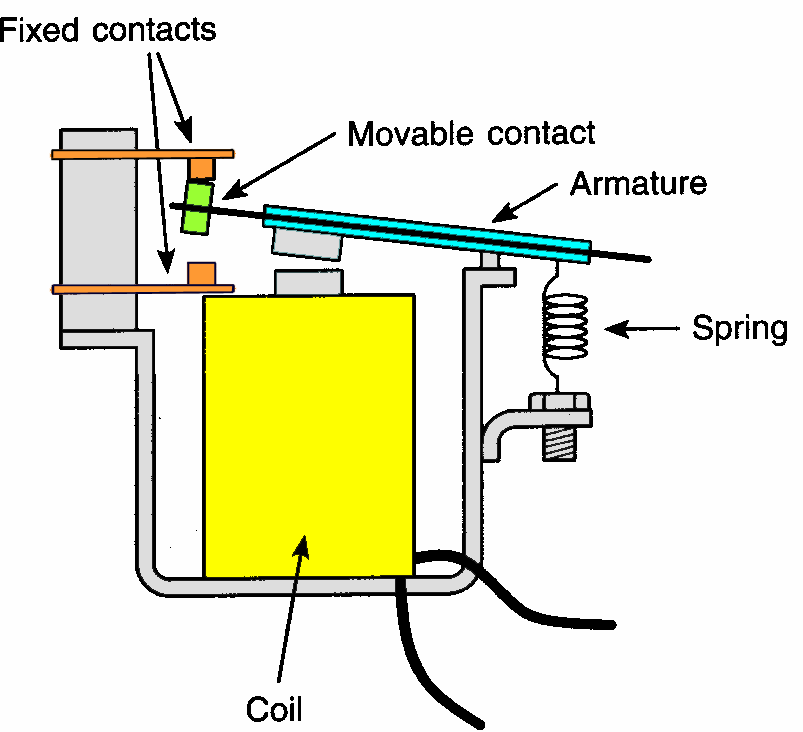 Fixed contacts
Movable contact
Armature
Spring
Coil